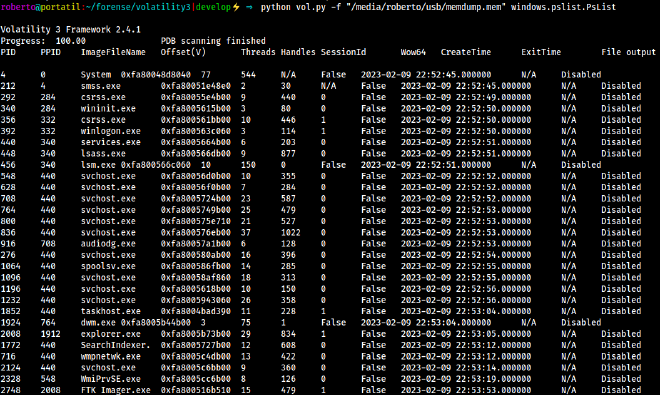 roberto@portatil:~/forense/volatility3|develop⚡ ⇒ python vol.py -f "/media/roberto/usb/memdump.mem" windows.pslist.PsList
Volatility 3 Framework 2.4.1
Progress: 100.00 PDB scanning finished
PID PPID ImageFileName Offset(V) Threads Handles SessionId Wow64 CreateTime ExitTime File output
4 0 System 0xfa80048d8040 77 544 N/A False 2023-02-09 22:52:45.000000 N/A Disabled
212 4 smss.exe 0xfa80051e48e0 2 30 N/A False 2023-02-09 22:52:45.000000 N/A Disabled
292 284 csrss.exe 0xfa80055e4b00 9 440 0 False 2023-02-09 22:52:49.000000 N/A Disabled
340 284 wininit.exe 0xfa8005615b00 3 80 0 False 2023-02-09 22:52:50.000000 N/A Disabled
356 332 csrss.exe 0xfa800561bb00 10 446 1 False 2023-02-09 22:52:50.000000 N/A Disabled
392 332 winlogon.exe 0xfa800563c060 3 114 1 False 2023-02-09 22:52:50.000000 N/A Disabled
440 340 services.exe 0xfa8005664b00 6 203 0 False 2023-02-09 22:52:51.000000 N/A Disabled
448 340 lsass.exe 0xfa800566db00 9 877 0 False 2023-02-09 22:52:51.000000 N/A Disabled
456 340 lsm.exe 0xfa800566c060 10 150 0 False 2023-02-09 22:52:51.000000 N/A Disabled
548 440 svchost.exe 0xfa80056d0b00 10 355 0 False 2023-02-09 22:52:52.000000 N/A Disabled
628 440 svchost.exe 0xfa80056f0b00 7 284 0 False 2023-02-09 22:52:52.000000 N/A Disabled
708 440 svchost.exe 0xfa8005724b00 23 587 0 False 2023-02-09 22:52:52.000000 N/A Disabled
764 440 svchost.exe 0xfa8005749b00 25 479 0 False 2023-02-09 22:52:53.000000 N/A Disabled
800 440 svchost.exe 0xfa800575e710 21 527 0 False 2023-02-09 22:52:53.000000 N/A Disabled
836 440 svchost.exe 0xfa800576eb00 37 1022 0 False 2023-02-09 22:52:53.000000 N/A Disabled
916 708 audiodg.exe 0xfa80057a1b00 6 128 0 False 2023-02-09 22:52:53.000000 N/A Disabled
276 440 svchost.exe 0xfa800580ab00 16 396 0 False 2023-02-09 22:52:54.000000 N/A Disabled
1064 440 spoolsv.exe 0xfa800586fb00 14 285 0 False 2023-02-09 22:52:55.000000 N/A Disabled
1096 440 svchost.exe 0xfa80058af860 18 313 0 False 2023-02-09 22:52:55.000000 N/A Disabled
1196 440 svchost.exe 0xfa8005618b00 10 150 0 False 2023-02-09 22:52:56.000000 N/A Disabled
1232 440 svchost.exe 0xfa8005943060 26 358 0 False 2023-02-09 22:52:56.000000 N/A Disabled
1852 440 taskhost.exe 0xfa8004bad390 11 228 1 False 2023-02-09 22:53:04.000000 N/A Disabled
1924 764 dwm.exe 0xfa8005b44b00 3 75 1 False 2023-02-09 22:53:04.000000 N/A Disabled
2008 1912 explorer.exe 0xfa8005b73b00 29 834 1 False 2023-02-09 22:53:05.000000 N/A Disabled
1772 440 SearchIndexer. 0xfa8005727b00 12 608 0 False 2023-02-09 22:53:12.000000 N/A Disabled
716 440 wmpnetwk.exe 0xfa8005c4db00 13 422 0 False 2023-02-09 22:53:12.000000 N/A Disabled
2124 440 svchost.exe 0xfa8005c6bb00 9 360 0 False 2023-02-09 22:53:14.000000 N/A Disabled
2328 548 WmiPrvSE.exe 0xfa8005cc6b00 8 126 0 False 2023-02-09 22:53:19.000000 N/A Disabled
2748 2008 FTK Imager.exe 0xfa800516b510 15 479 1 False 2023-02-09 22:53:53.000000 N/A Disabled